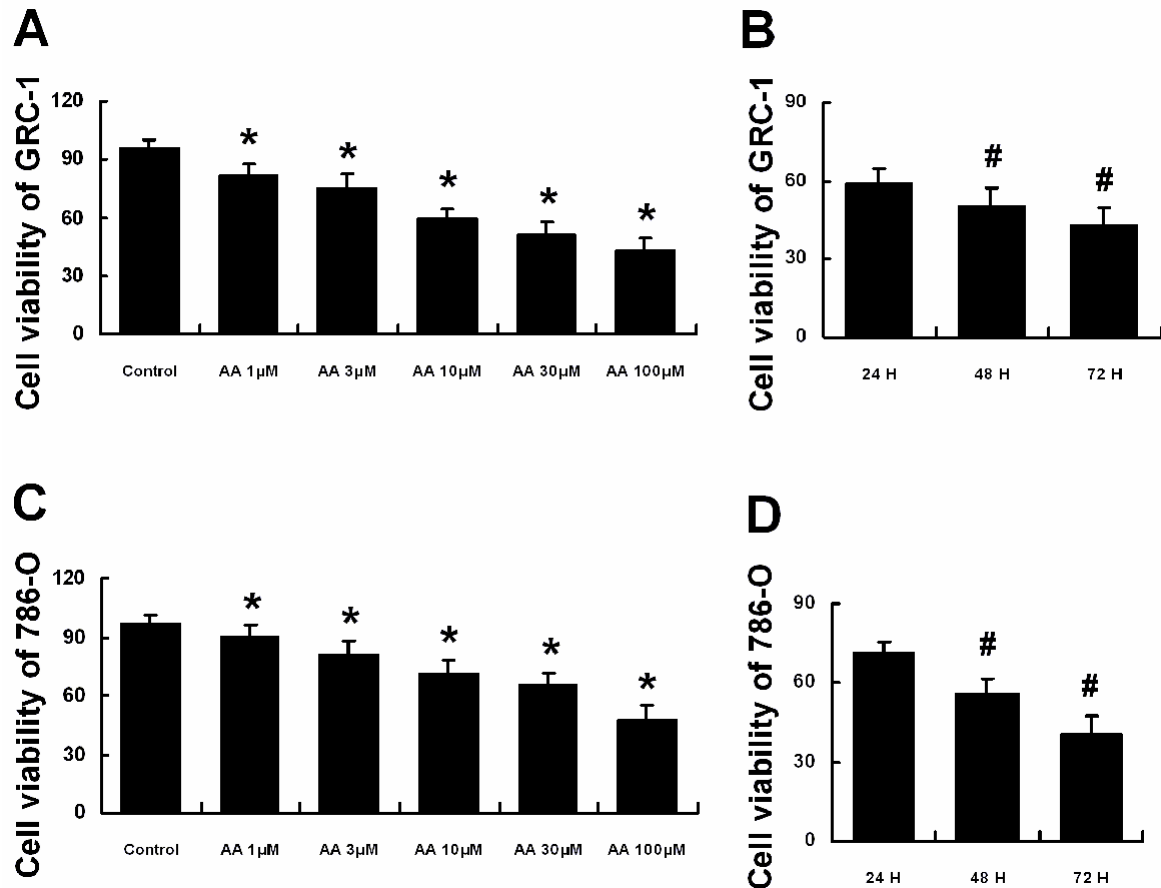 A
Cell viability of GRC-1
120
90
60
30
0
* * * * *
Control AA 1µM AA 3µM AA 10µM AA 30µM AA 100µM
B
Cell viability of GRC-1
90
60
30
0
# #
24 H 48 H 72 H
C
Cell viability of 786-O
120
90
60
30
0
* * * * *
Control AA 1µM AA 3µM AA 10µM AA 30µM AA 100µM
D
Cell viability of 786-O
90
60
30
0
# #
24 H 48 H 72 H